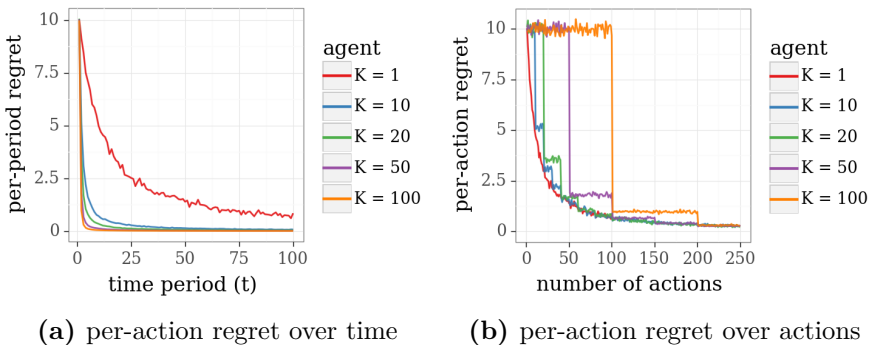 per-period regret
10
7.5
5
2.5
0
0
25
50
75
100
time period (t)
agent
K = 1
K = 10
K = 20
K = 50
K = 100
(a) per-action regret over time
per-action regret
10
7.5
5
2.5
0
0
50
100
150
200
250
number of actions
agent
K = 1
K = 10
K = 20
K = 50
K = 100
(b) per-action regret over actions